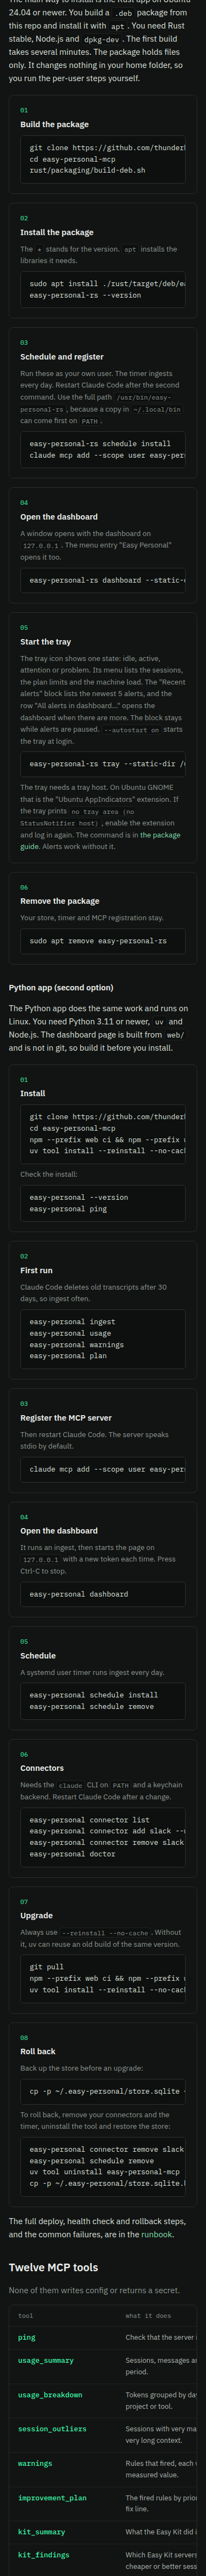 The main way to install is the Rust app on Ubuntu
24.04 or newer. You build a .deb package from
this repo and install it with apt. You need Rust
stable, Node.js and dpkg-dev. The first build
takes several minutes. The package holds files
only. It changes nothing in your home folder, so
you run the per-user steps yourself.
01
Build the package
git clone https://github.com/thunder
cd easy-personal-mcp
rust/packaging/build-deb.sh
02
Install the package
The * stands for the version. apt installs the
libraries it needs.
sudo apt install ./rust/target/deb/ea
easy-personal-rs --version
03
Schedule and register
Run these as your own user. The timer ingests
every day. Restart Claude Code after the second
command. Use the full path /usr/bin/easy-
personal-rs, because a copy in ~/.local/bin
can come first on PATH.
easy-personal-rs schedule install
claude mcp add --scope user easy-per
04
Open the dashboard
A window opens with the dashboard on
127.0.0.1. The menu entry "Easy Personal"
opens it too.
easy-personal-rs dashboard --static-
05
Start the tray
The tray icon shows one state: idle, active,
attention or problem. Its menu lists the sessions,
the plan limits and the machine load. The "Recent
alerts" block lists the newest 5 alerts, and the
row "All alerts in dashboard..." opens the
dashboard when there are more. The block stays
while alerts are paused. --autostart on starts
the tray at login.
easy-personal-rs tray --static-dir /
The tray needs a tray host. On Ubuntu GNOME
that is the "Ubuntu AppIndicators" extension. If
the tray prints no tray area (no
StatusNotifier host), enable the extension
and log in again. The command is in the package
guide. Alerts work without it.
06
Remove the package
Your store, timer and MCP registration stay.
sudo apt remove easy-personal-rs
Python app (second option)
The Python app does the same work and runs on
Linux. You need Python 3.11 or newer, uv and
Node.js. The dashboard page is built from web/
and is not in git, so build it before you install.
01
Install
git clone https://github.com/thunder
cd easy-personal-mcp
npm --prefix web ci && npm --prefix
uv tool install --reinstall --no-cac
Check the install:
easy-personal --version
easy-personal ping
02
First run
Claude Code deletes old transcripts after 30
days, so ingest often.
easy-personal ingest
easy-personal usage
easy-personal warnings
easy-personal plan
03
Register the MCP server
Then restart Claude Code. The server speaks
stdio by default.
claude mcp add --scope user easy-per
04
Open the dashboard
It runs an ingest, then starts the page on
127.0.0.1 with a new token each time. Press
Ctrl-C to stop.
easy-personal dashboard
05
Schedule
A systemd user timer runs ingest every day.
easy-personal schedule install
easy-personal schedule remove
06
Connectors
Needs the claude CLI on PATH and a keychain
backend. Restart Claude Code after a change.
easy-personal connector list
easy-personal connector add slack --
easy-personal connector remove slack
easy-personal doctor
07
Upgrade
Always use --reinstall --no-cache. Without
it, uv can reuse an old build of the same version.
git pull
npm --prefix web ci && npm --prefix
uv tool install --reinstall --no-cac
08
Roll back
Back up the store before an upgrade:
cp -p ~/.easy-personal/store.sqlite
To roll back, remove your connectors and the
timer, uninstall the tool and restore the store:
easy-personal connector remove slack
easy-personal schedule remove
uv tool uninstall easy-personal-mcp
cp -p ~/.easy-personal/store.sqlite.
The full deploy, health check and rollback steps,
and the common failures, are in the runbook.
Twelve MCP tools
None of them writes config or returns a secret.
tool what it does
ping Check that the server
usage_summary Sessions, messages a
period.
usage_breakdown Tokens grouped by da
project or tool.
session_outliers Sessions with very ma
very long context.
warnings Rules that fired, each
measured value.
improvement_plan The fired rules by prior
fix line.
kit_summary What the Easy Kit did
kit_findings Which Easy Kit servers
cheaper or better sess